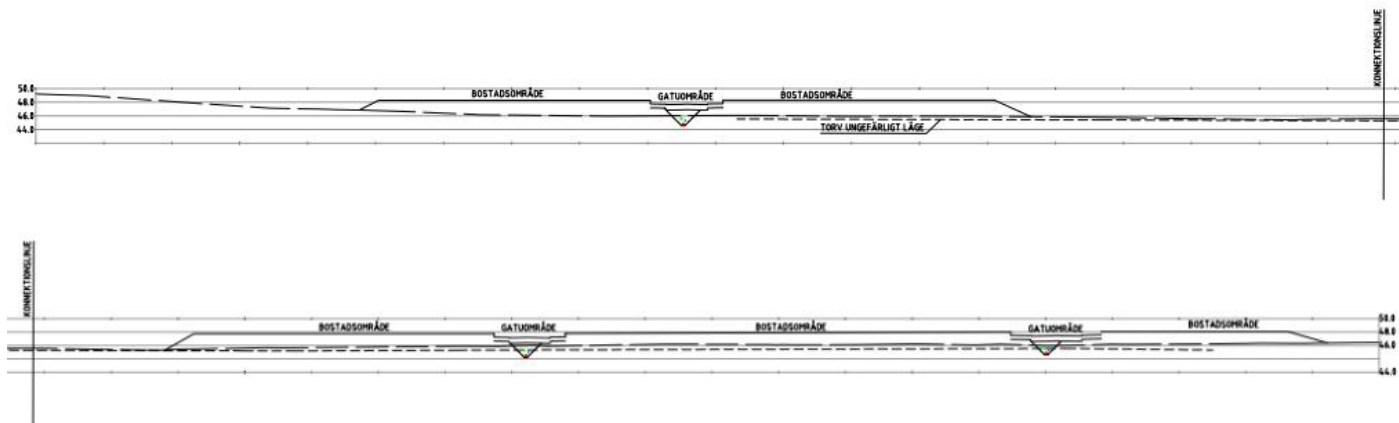 KONNEKTIONSLINJE
BOSTADSOMRÅDE GATUOMRÅDE BOSTADSOMRÅDE
50.0
48.0
46.0
44.0
TORV UNGEFÄRLIGT LÄGE
KONNEKTIONSLINJE
BOSTADSOMRÅDE GATUOMRÅDE BOSTADSOMRÅDE GATUOMRÅDE BOSTADSOMRÅDE
50.0
48.0
46.0
44.0